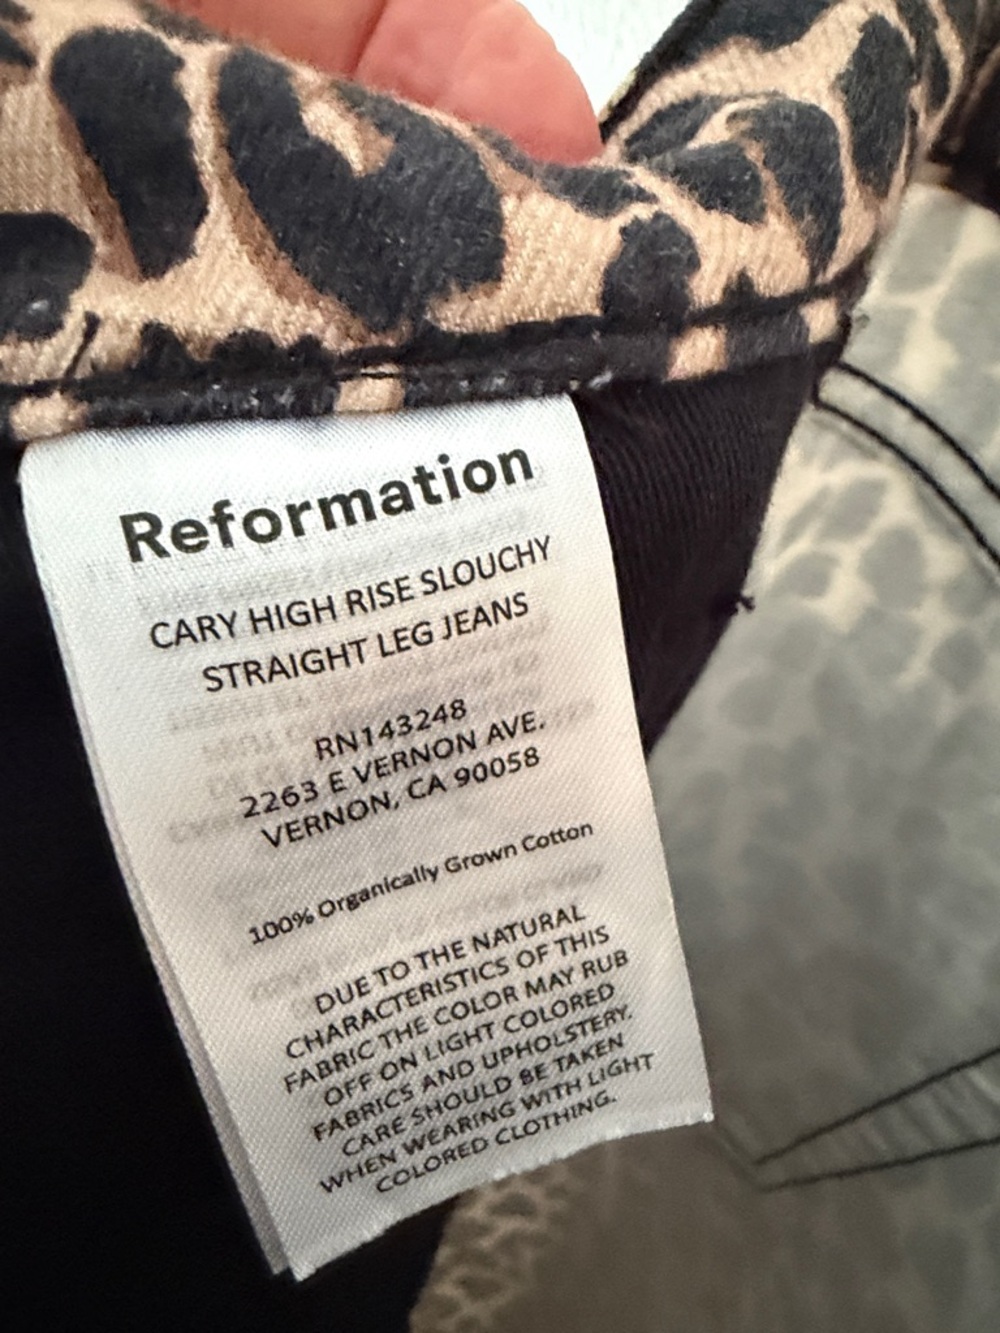 Reformation
CARY HIGH RISE SLOUCHY
STRAIGHT LEG JEANS
RN143248
2263 E VERNON AVE.
VERNON, CA 90058
100% Organically Grown Cotton
DUE TO THE NATURAL
CHARACTERISTICS OF THIS
FABRIC THE COLOR MAY RUB
OFF ON LIGHT COLORED
FABRICS AND UPHOLSTERY.
CARE SHOULD BE TAKEN
WHEN WEARING WITH LIGHT
COLORED CLOTHING.